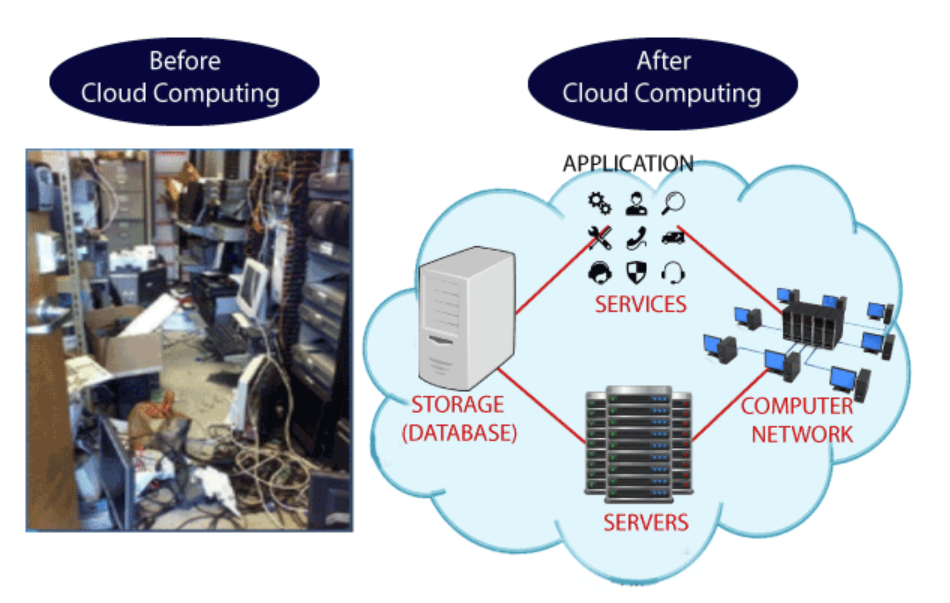 Before
Cloud Computing
After
Cloud Computing
APPLICATION
SERVICES
STORAGE
(DATABASE)
COMPUTER
NETWORK
SERVERS